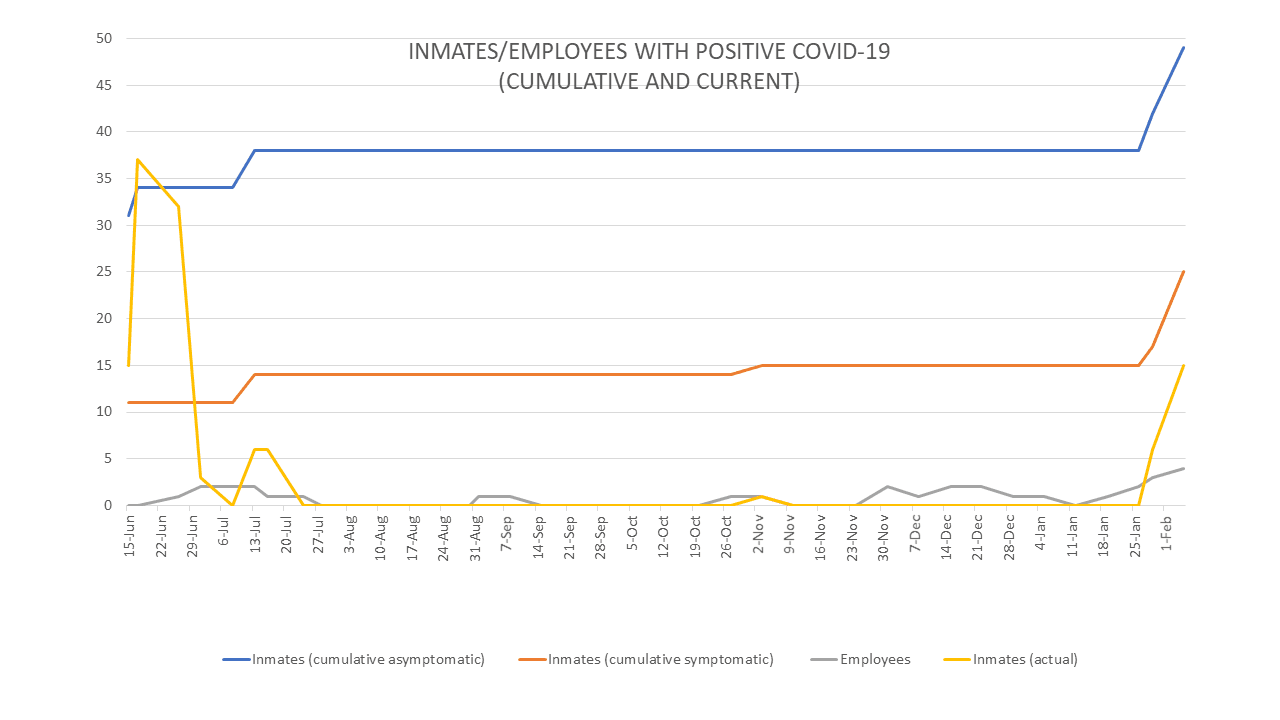 INMATES/EMPLOYEES WITH POSITIVE COVID-19
(CUMULATIVE AND CURRENT)
50
45
40
35
30
25
20
15
10
5
0
15-Jun
22-Jun
29-Jun
6-Jul
13-Jul
20-Jul
27-Jul
3-Aug
10-Aug
17-Aug
24-Aug
31-Aug
7-Sep
14-Sep
21-Sep
28-Sep
5-Oct
12-Oct
19-Oct
26-Oct
2-Nov
9-Nov
16-Nov
23-Nov
30-Nov
7-Dec
14-Dec
21-Dec
28-Dec
4-Jan
11-Jan
18-Jan
25-Jan
1-Feb
Inmates (cumulative asymptomatic)
Inmates (cumulative symptomatic)
Employees
Inmates (actual)